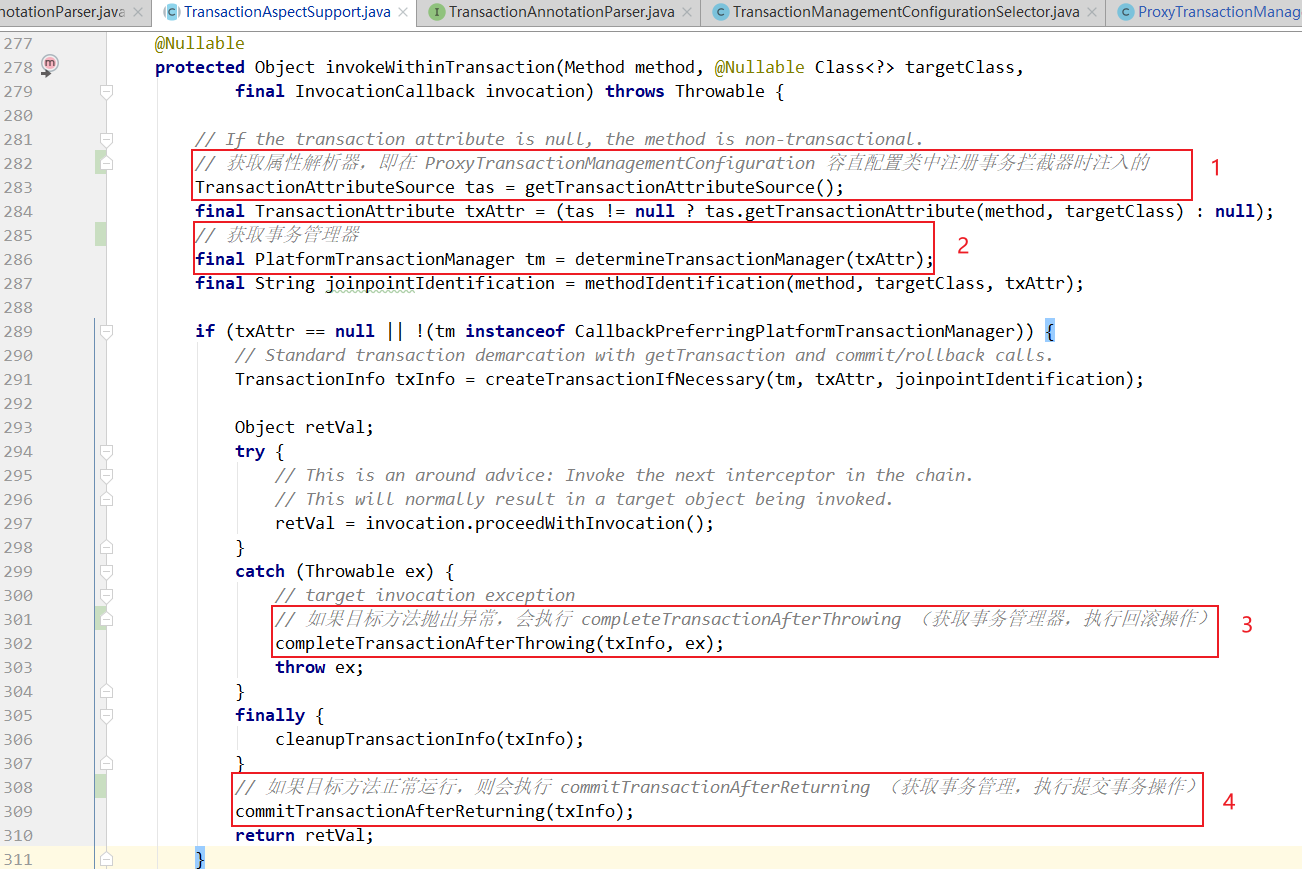 notationParser.java TransactionAspectSupport.java TransactionAnnotationParser.java TransactionManagementConfigurationSelector.java ProxyTransactionManag
277 @Nullable
278 protected Object invokeWithinTransaction(Method method, @Nullable Class<?> targetClass,
279 final InvocationCallback invocation) throws Throwable {
280
281 // If the transaction attribute is null, the method is non-transactional.
282 // 获取属性解析器，即在 ProxyTransactionManagementConfiguration 容直配置类中注册事务拦截器时注入的
1
283 TransactionAttributeSource tas = getTransactionAttributeSource();
284 final TransactionAttribute txAttr = (tas != null ? tas.getTransactionAttribute(method, targetClass) : null);
285 // 获取事务管理器
2
286 final PlatformTransactionManager tm = determineTransactionManager(txAttr);
287 final String joinpointIdentification = methodIdentification(method, targetClass, txAttr);
288
289 if (txAttr == null || !(tm instanceof CallbackPreferringPlatformTransactionManager)) {
290 // Standard transaction demarcation with getTransaction and commit/rollback calls.
291 TransactionInfo txInfo = createTransactionIfNecessary(tm, txAttr, joinpointIdentification);
292
293 Object retVal;
294 try {
295 // This is an around advice: Invoke the next interceptor in the chain.
296 // This will normally result in a target object being invoked.
297 retVal = invocation.proceedWithInvocation();
298 }
299 catch (Throwable ex) {
300 // target invocation exception
301 // 如果目标方法抛出异常，会执行 completeTransactionAfterThrowing （获取事务管理器，执行回滚操作）
3
302 completeTransactionAfterThrowing(txInfo, ex);
303 throw ex;
304 }
305 finally {
306 cleanupTransactionInfo(txInfo);
307 }
308 // 如果目标方法正常运行，则会执行 commitTransactionAfterReturning （获取事务管理，执行提交事务操作）
4
309 commitTransactionAfterReturning(txInfo);
310 return retVal;
311 }